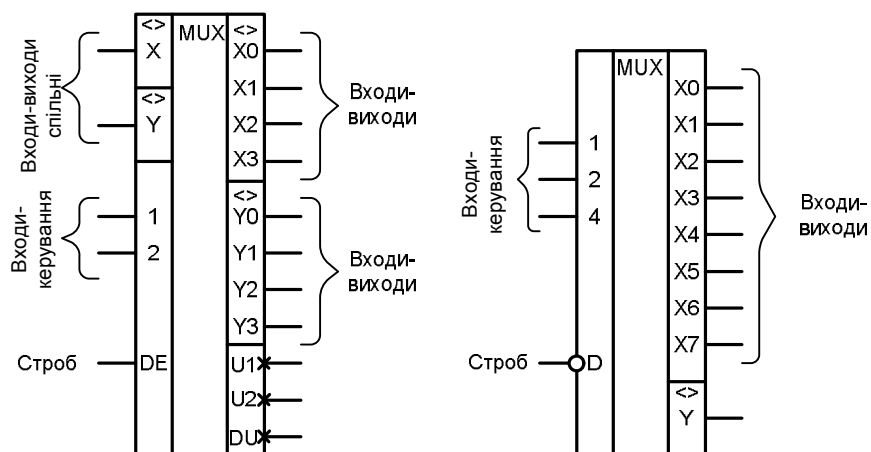 Входи-виходи
спільні
<>
X
<>
Y
Входи-
керування
1
2
Строб
DE
MUX
<>
X0
X1
X2
X3
<>
Y0
Y1
Y2
Y3
U1
U2
DU
Входи-
виходи
Входи-
виходи
Входи-
керування
1
2
4
Строб
D
MUX
X0
X1
X2
X3
X4
X5
X6
X7
<>
Y
Входи-
виходи